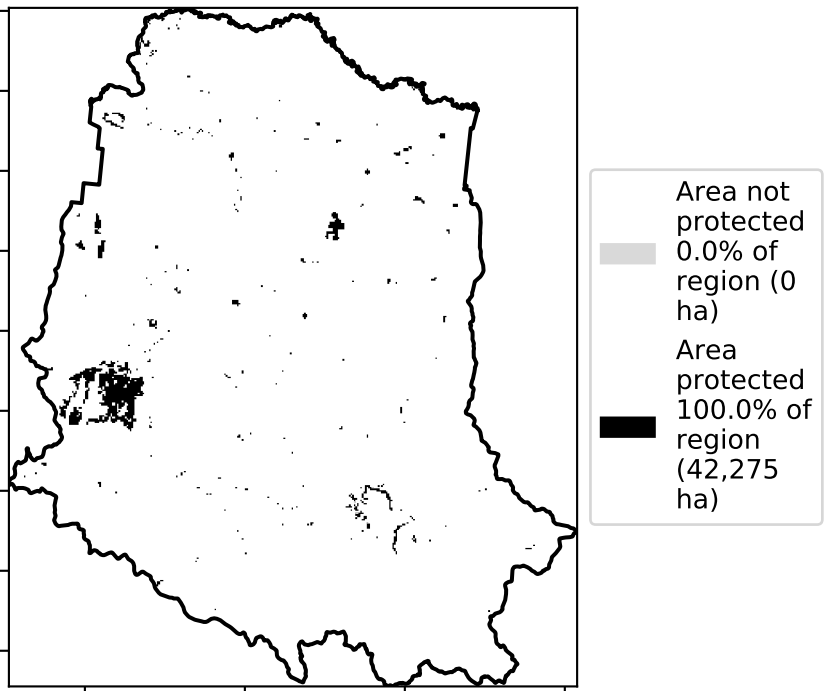 Area not
protected
0.0% of
region (0
ha)
Area
protected
100.0% of
region
(42,275
ha)